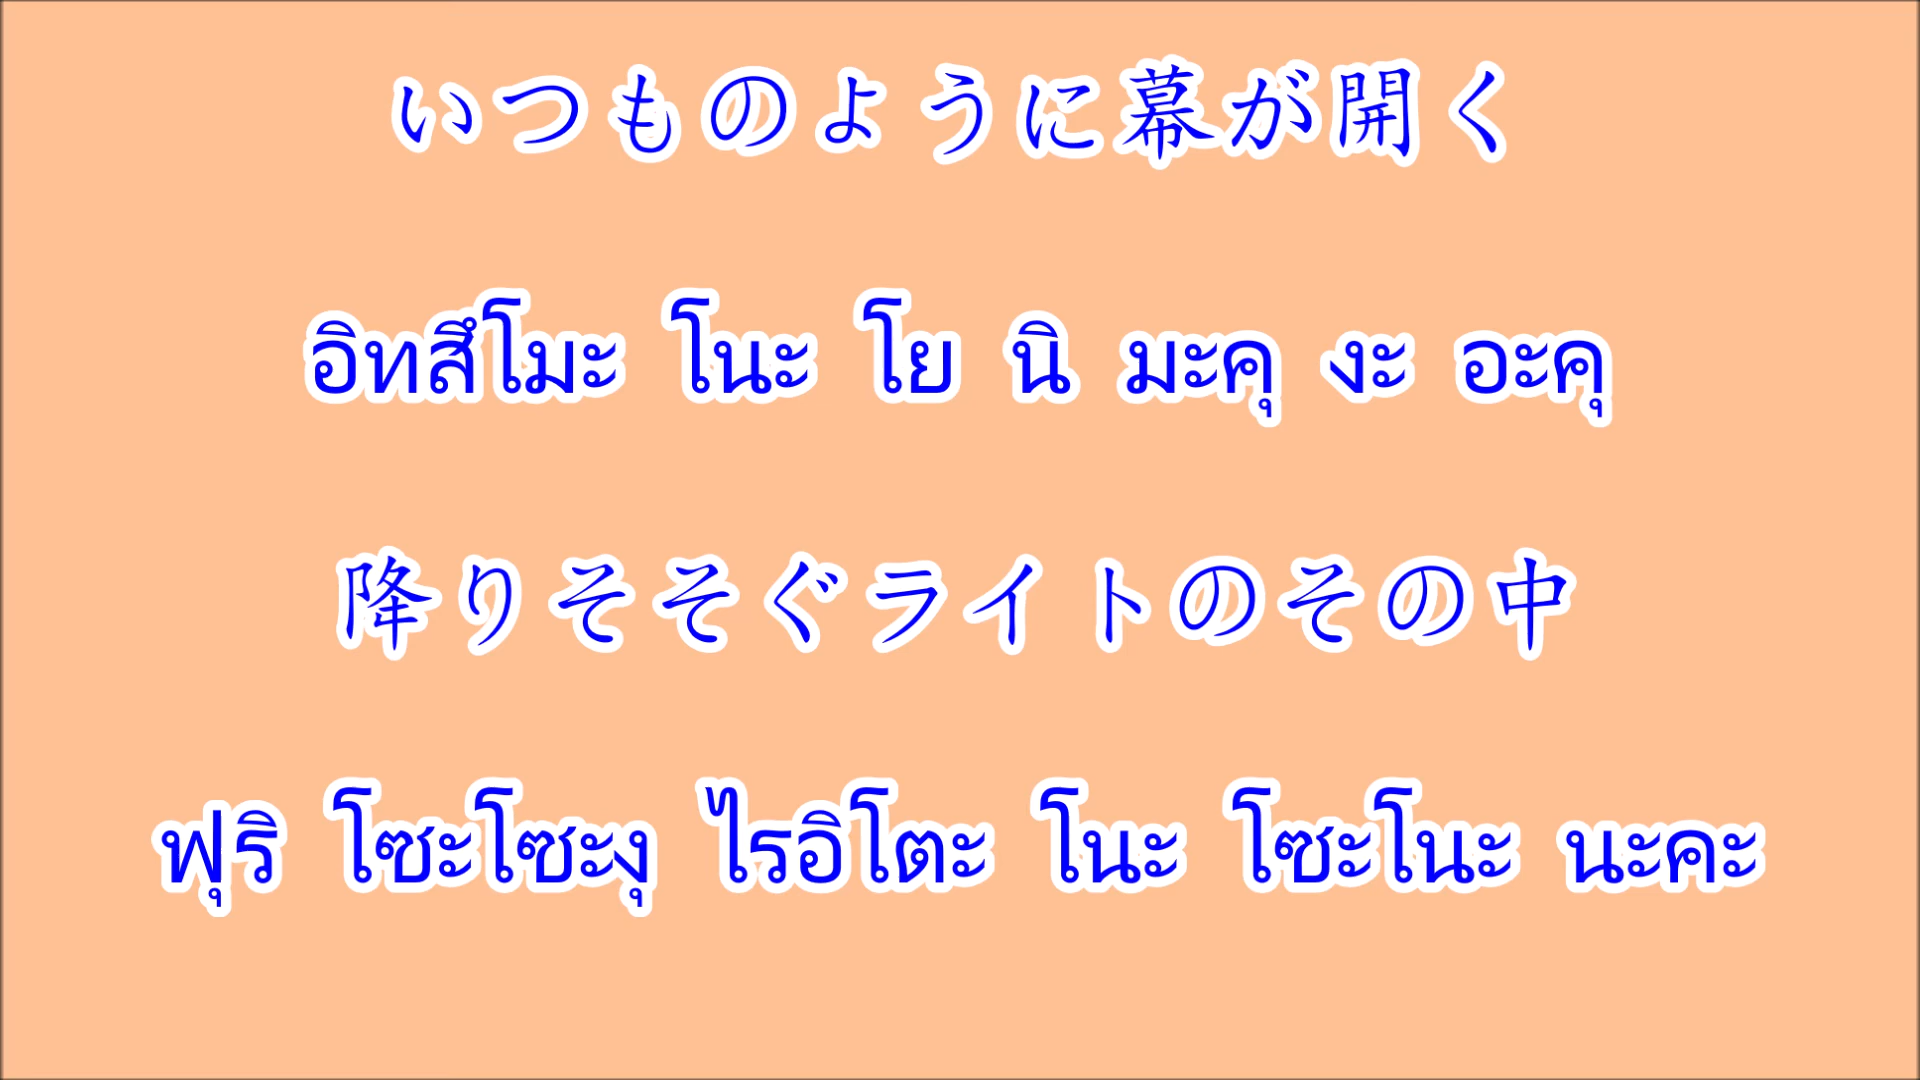 いつものように幕が開く
อิทสึโมะ โนะ โย นิ มะคุ งะ อะคุ
降りそそぐライトのその中
ฟุริ โซะโซะงุ ไรอิโตะ โนะ โซะโนะ นะคะ